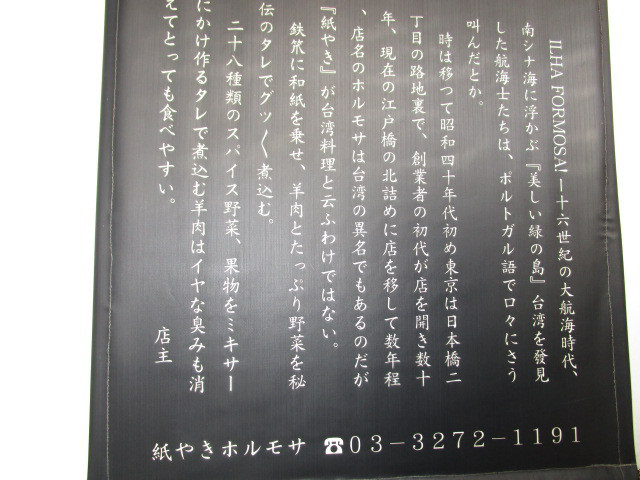 ILHA FORMOSA! ー十六世紀の大航海時代、
南シナ海に浮かぶ『美しい緑の島』台湾を發見
した航海士たちは、ポルトガル語で口々にさう
叫んだとか。
時は移つて昭和四十年代初め東京は日本橋二
丁目の路地裏で、創業者の初代が店を開き数十
年、現在の江戸橋の北詰めに店を移して数年程
、店名のホルモサは台湾の異名でもあるのだが
『紙やき』が台湾料理と云ふわけではない。
鉄笊に和紙を乗せ、羊肉とたっぷり野菜を秘
伝のタレでグツ〱煮込む。
二十八種類のスパイス野菜、果物をミキサー
にかけ作るタレで煮込む羊肉はイヤな臭みも消
えてとっても食べやすい。
店主
紙やきホルモサ ☎03-3272-1191